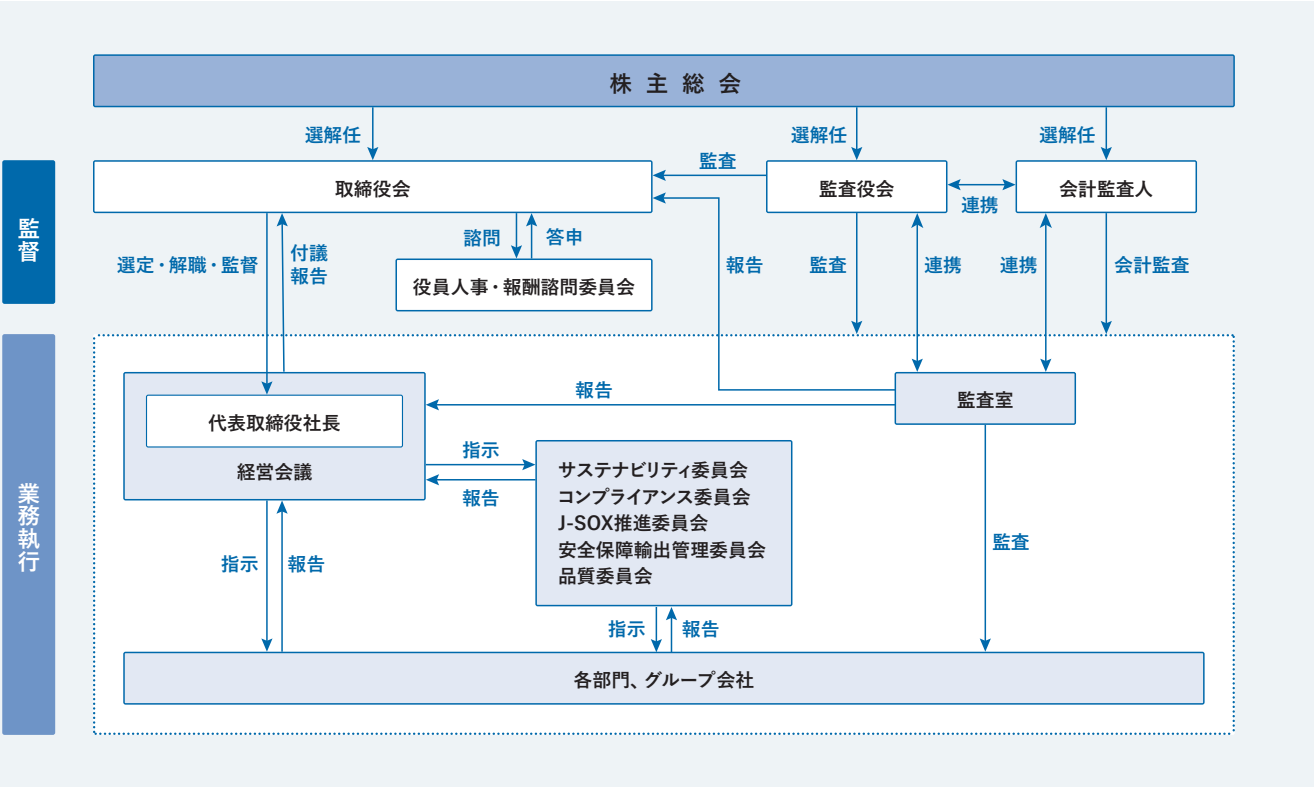 株主総会
選解任
選解任
選解任
監督
取締役会
監査
監査役会
連携
会計監査人
選定・解職・監督
付議
報告
諮問
答申
役員人事・報酬諮問委員会
報告
監査
連携
連携
会計監査
業務執行
代表取締役社長
経営会議
報告
監査室
指示
報告
サステナビリティ委員会
コンプライアンス委員会
J-SOX推進委員会
安全保障輸出管理委員会
品質委員会
指示
報告
監査
指示
報告
各部門、グループ会社